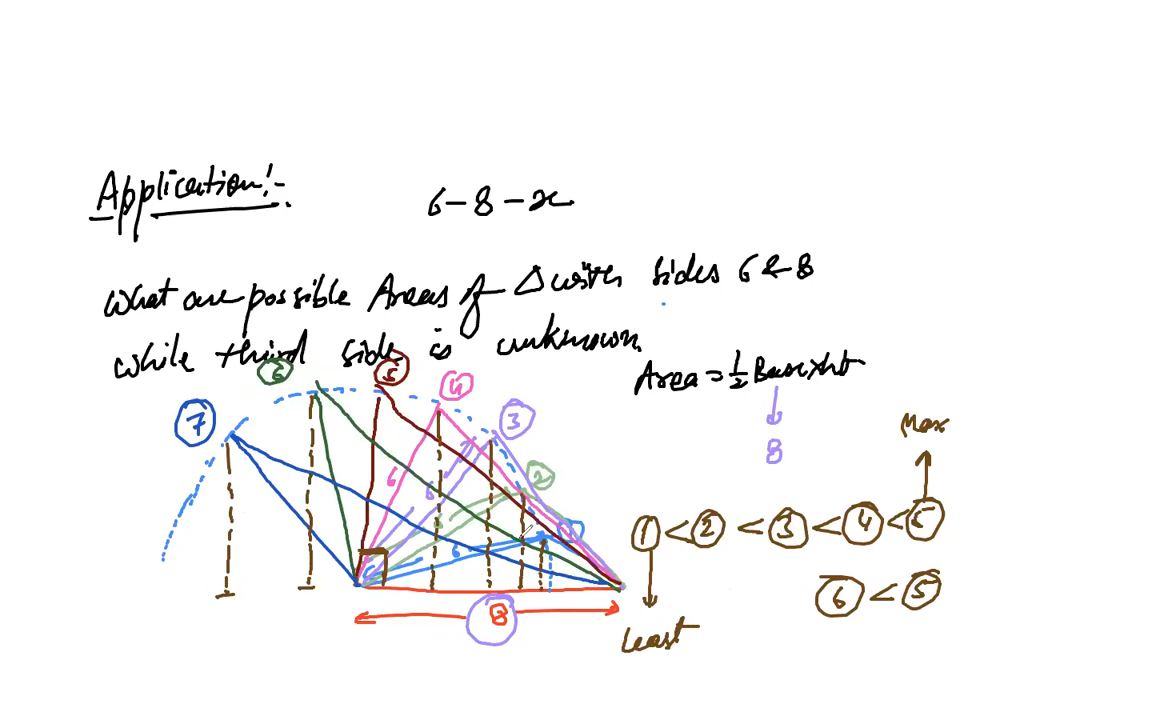 Application:-
6-8-x
What are possible Areas of Δ with sides 6 & 8
while third side is unknown.
Area = 1/2 Base x ht
8
7
6
5
4
3
2
6
6
6
6
8
Max
1 < 2 < 3 < 4 < 5
6 < 5
Least